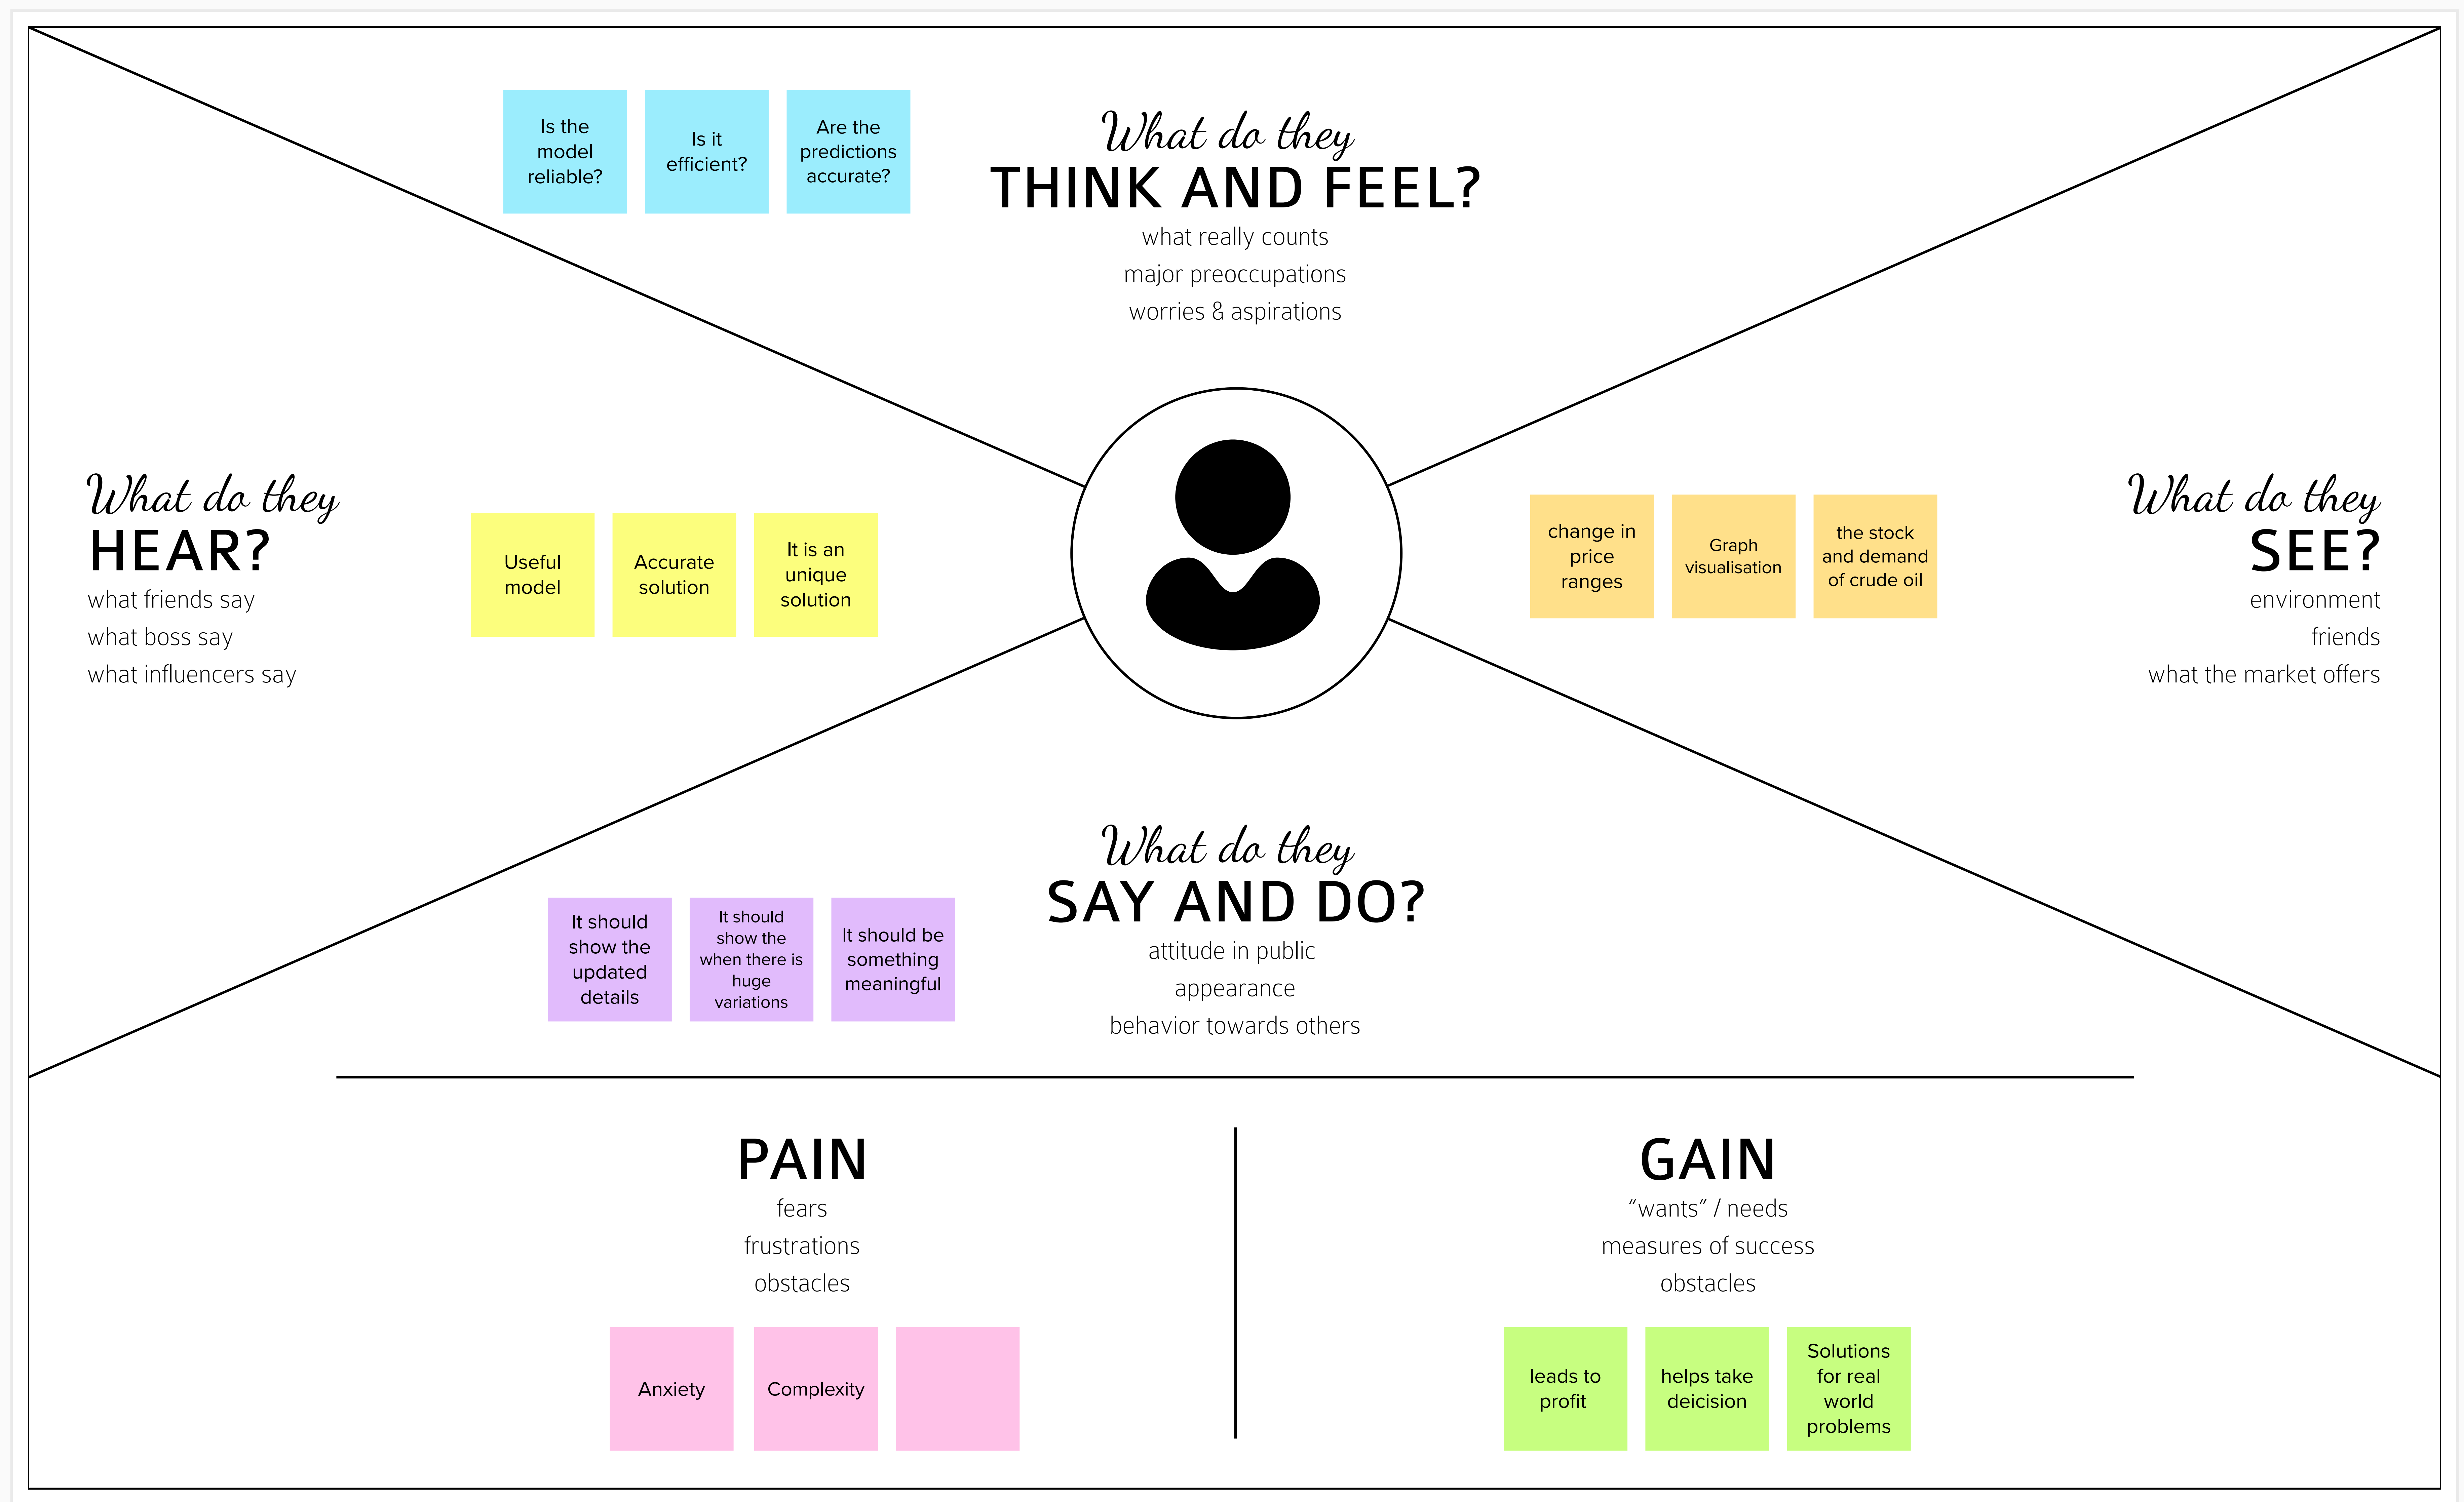 Is the
model
reliable?
Is it
efficient?
Are the
predictions
accurate?
What do they
THINK AND FEEL?
what really counts
major preoccupations
worries & aspirations
What do they
HEAR?
what friends say
what boss say
what influencers say
Useful
model
Accurate
solution
It is an
unique
solution
change in
price
ranges
Graph
visualisation
the stock
and demand
of crude oil
What do they
SEE?
environment
friends
what the market offers
It should
show the
updated
details
It should
show the
when there is
huge
variations
It should be
something
meaningful
What do they
SAY AND DO?
attitude in public
appearance
behavior towards others
PAIN
fears
frustrations
obstacles
Anxiety
Complexity
GAIN
“wants” / needs
measures of success
obstacles
leads to
profit
helps take
deicision
Solutions
for real
world
problems